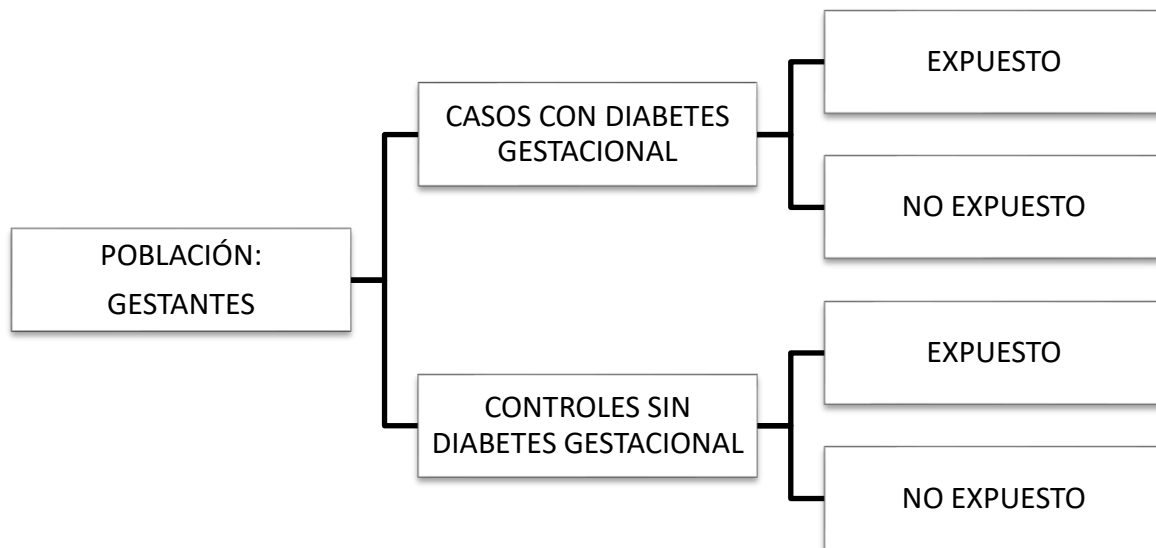 POBLACIÓN:
GESTANTES
CASOS CON DIABETES
GESTACIONAL
EXPUESTO
NO EXPUESTO
CONTROLES SIN
DIABETES GESTACIONAL
EXPUESTO
NO EXPUESTO